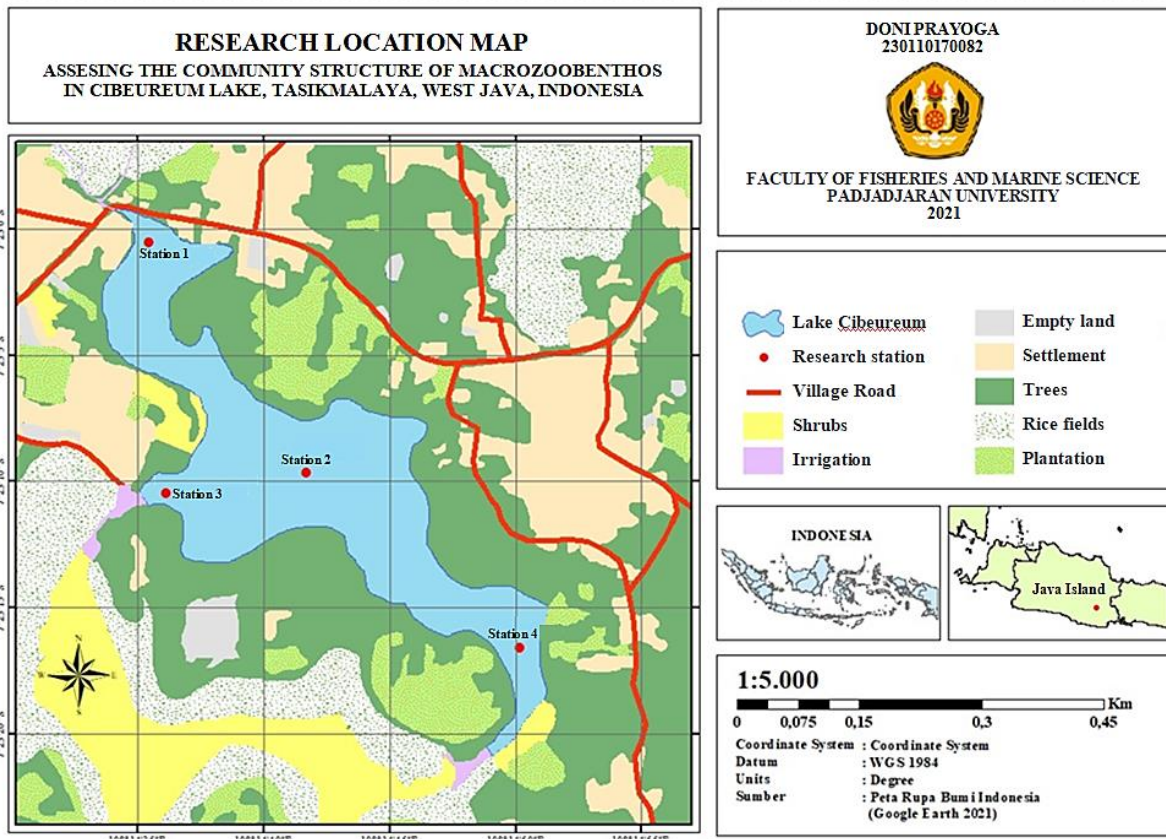 RESEARCH LOCATION MAP
ASSESING THE COMMUNITY STRUCTURE OF MACROZOOBENTHOS
IN CIBEUREUM LAKE, TASIKMALAYA, WEST JAVA, INDONESIA
DONI PRAYOGA
230110170082
FACULTY OF FISHERIES AND MARINE SCIENCE
PADJADJARAN UNIVERSITY
2021
Station 1
Station 2
Station 3
Station 4
N
W E
S
Lake Cibeureum
Research station
Village Road
Shrubs
Irrigation
Empty land
Settlement
Trees
Rice fields
Plantation
INDONESIA
Java Island
1:5.000
Km
0 0,075 0,15 0,3 0,45
Coordinate System : Coordinate System
Datum : WGS 1984
Units : Degree
Sumber : Peta Rupa Bumi Indonesia
(Google Earth 2021)